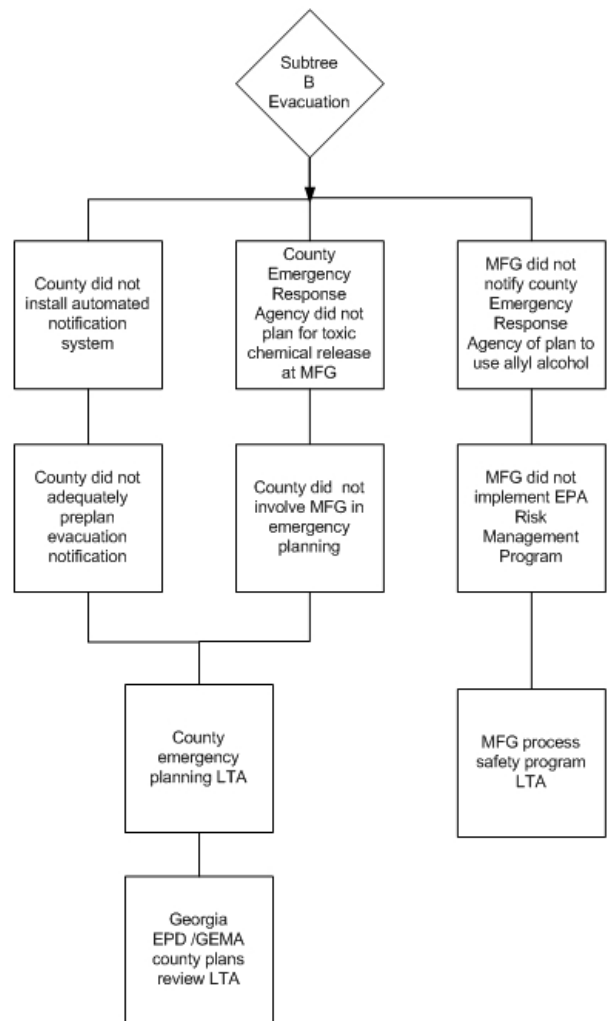 Subtree
B
Evacuation
County did not
install automated
notification
system
County
Emergency
Response
Agency did not
plan for toxic
chemical release
at MFG
MFG did not
notify county
Emergency
Response
Agency of plan to
use allyl alcohol
County did not
adequately
preplan
evacuation
notification
County did  not
involve MFG in
emergency
planning
MFG did not
implement EPA
Risk
Management
Program
County
emergency
planning LTA
MFG process
safety program
LTA
Georgia
EPD /GEMA
county plans
review LTA